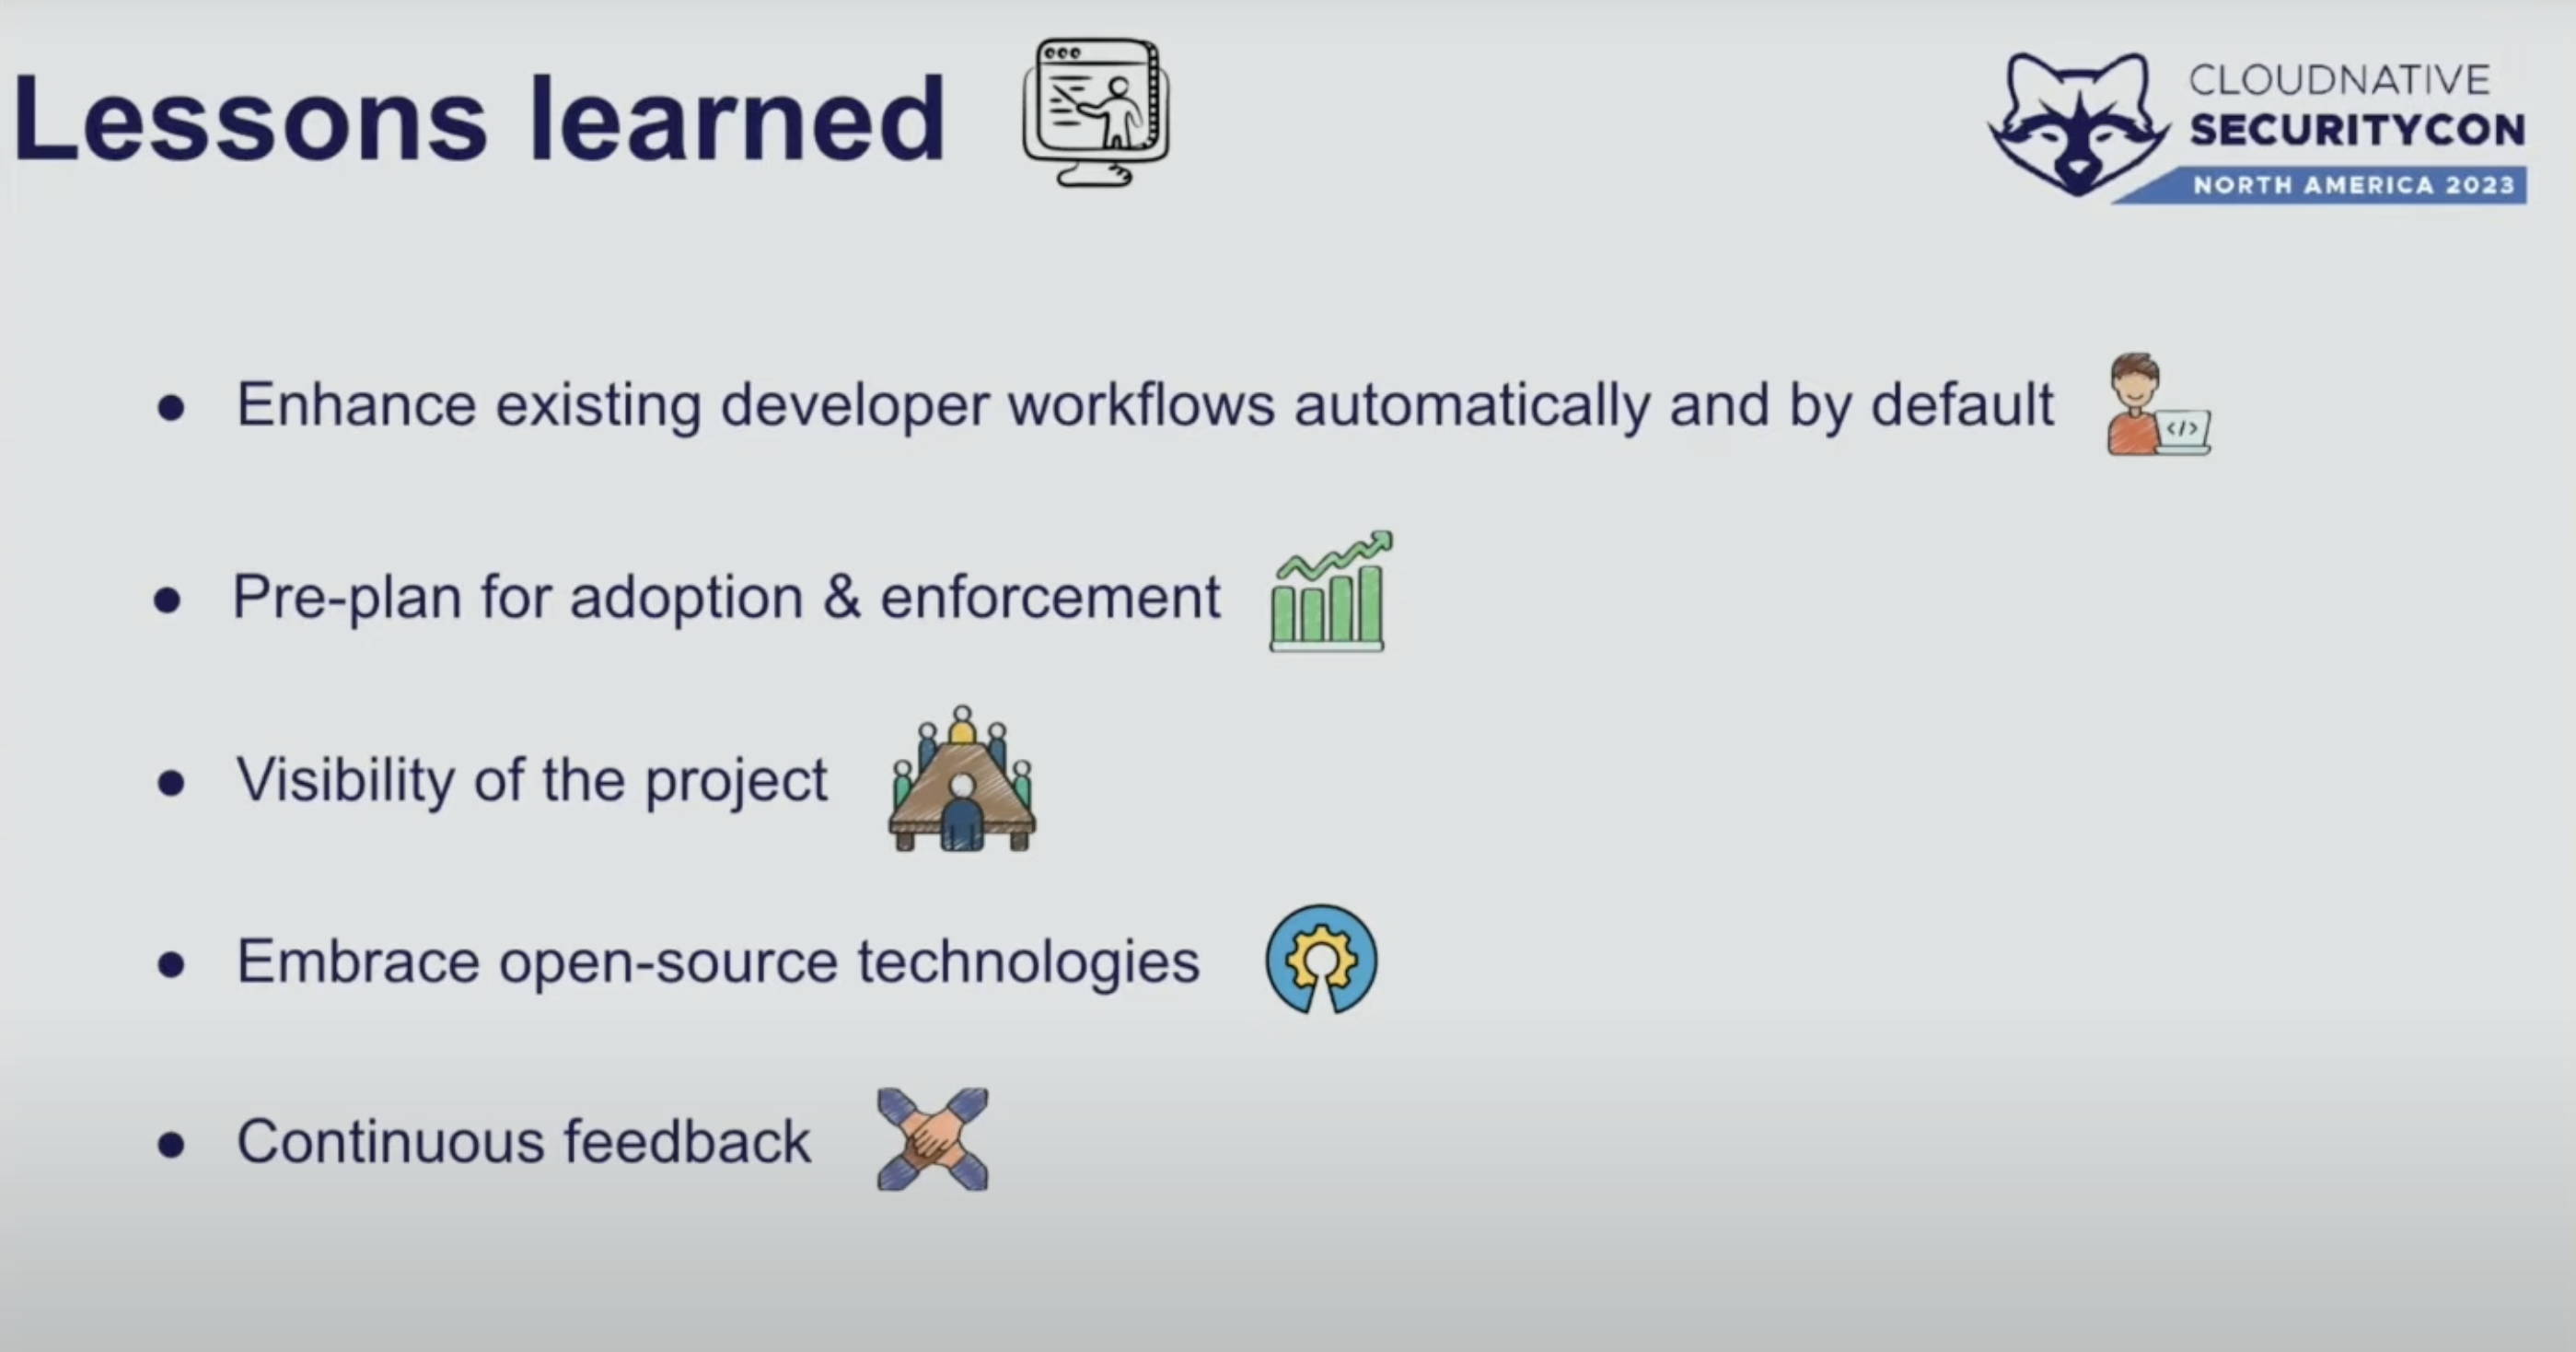 Lessons learned
CLOUDNATIVE
SECURITYCON
NORTH AMERICA 2023
● Enhance existing developer workflows automatically and by default
</>
● Pre-plan for adoption & enforcement
● Visibility of the project
● Embrace open-source technologies
● Continuous feedback